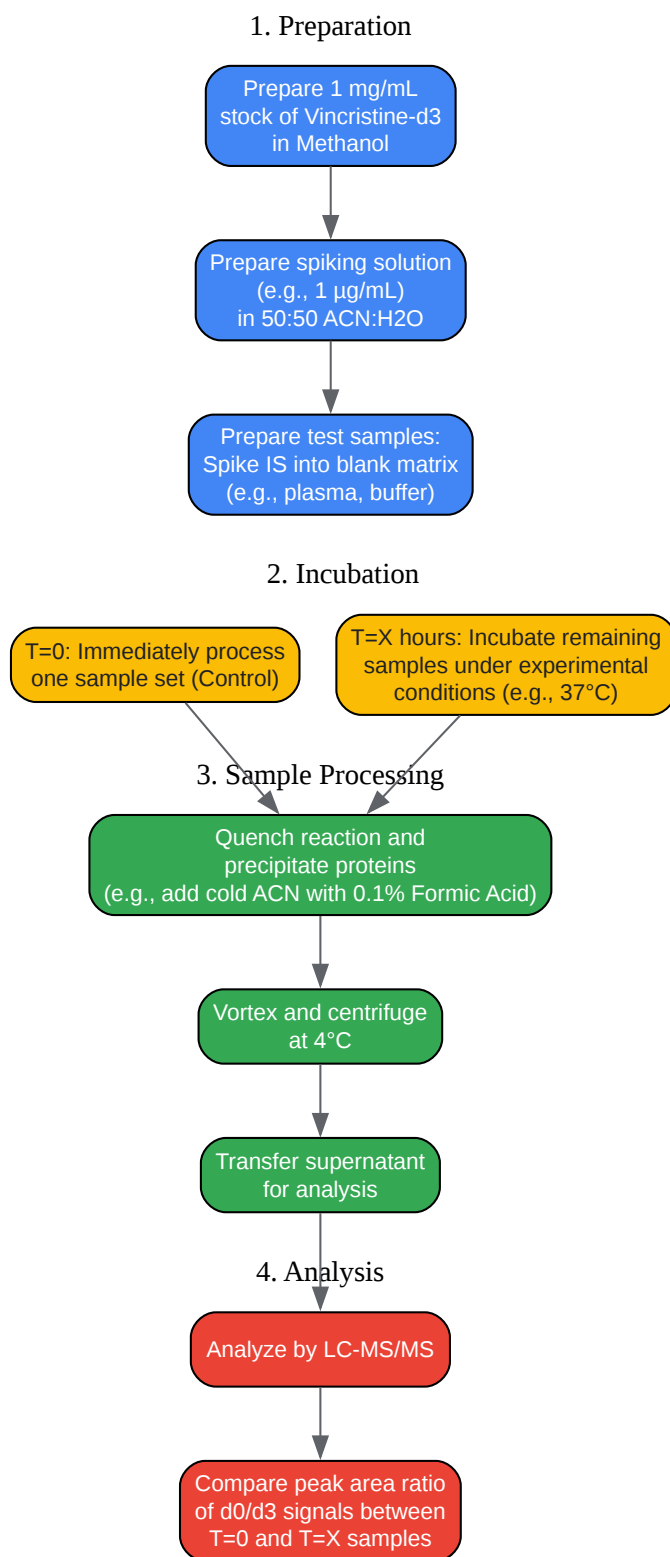 1. Preparation
Prepare 1 mg/mL
stock of Vincristine-d3
in Methanol
Prepare spiking solution
(e.g., 1 µg/mL)
in 50:50 ACN:H2O
Prepare test samples:
Spike IS into blank matrix
(e.g., plasma, buffer)
2. Incubation
T=0: Immediately process
one sample set (Control)
T=X hours: Incubate remaining
samples under experimental
conditions (e.g., 37°C)
3. Sample Processing
Quench reaction and
precipitate proteins
(e.g., add cold ACN with 0.1% Formic Acid)
Vortex and centrifuge
at 4°C
Transfer supernatant
for analysis
4. Analysis
Analyze by LC-MS/MS
Compare peak area ratio
of d0/d3 signals between
T=0 and T=X samples